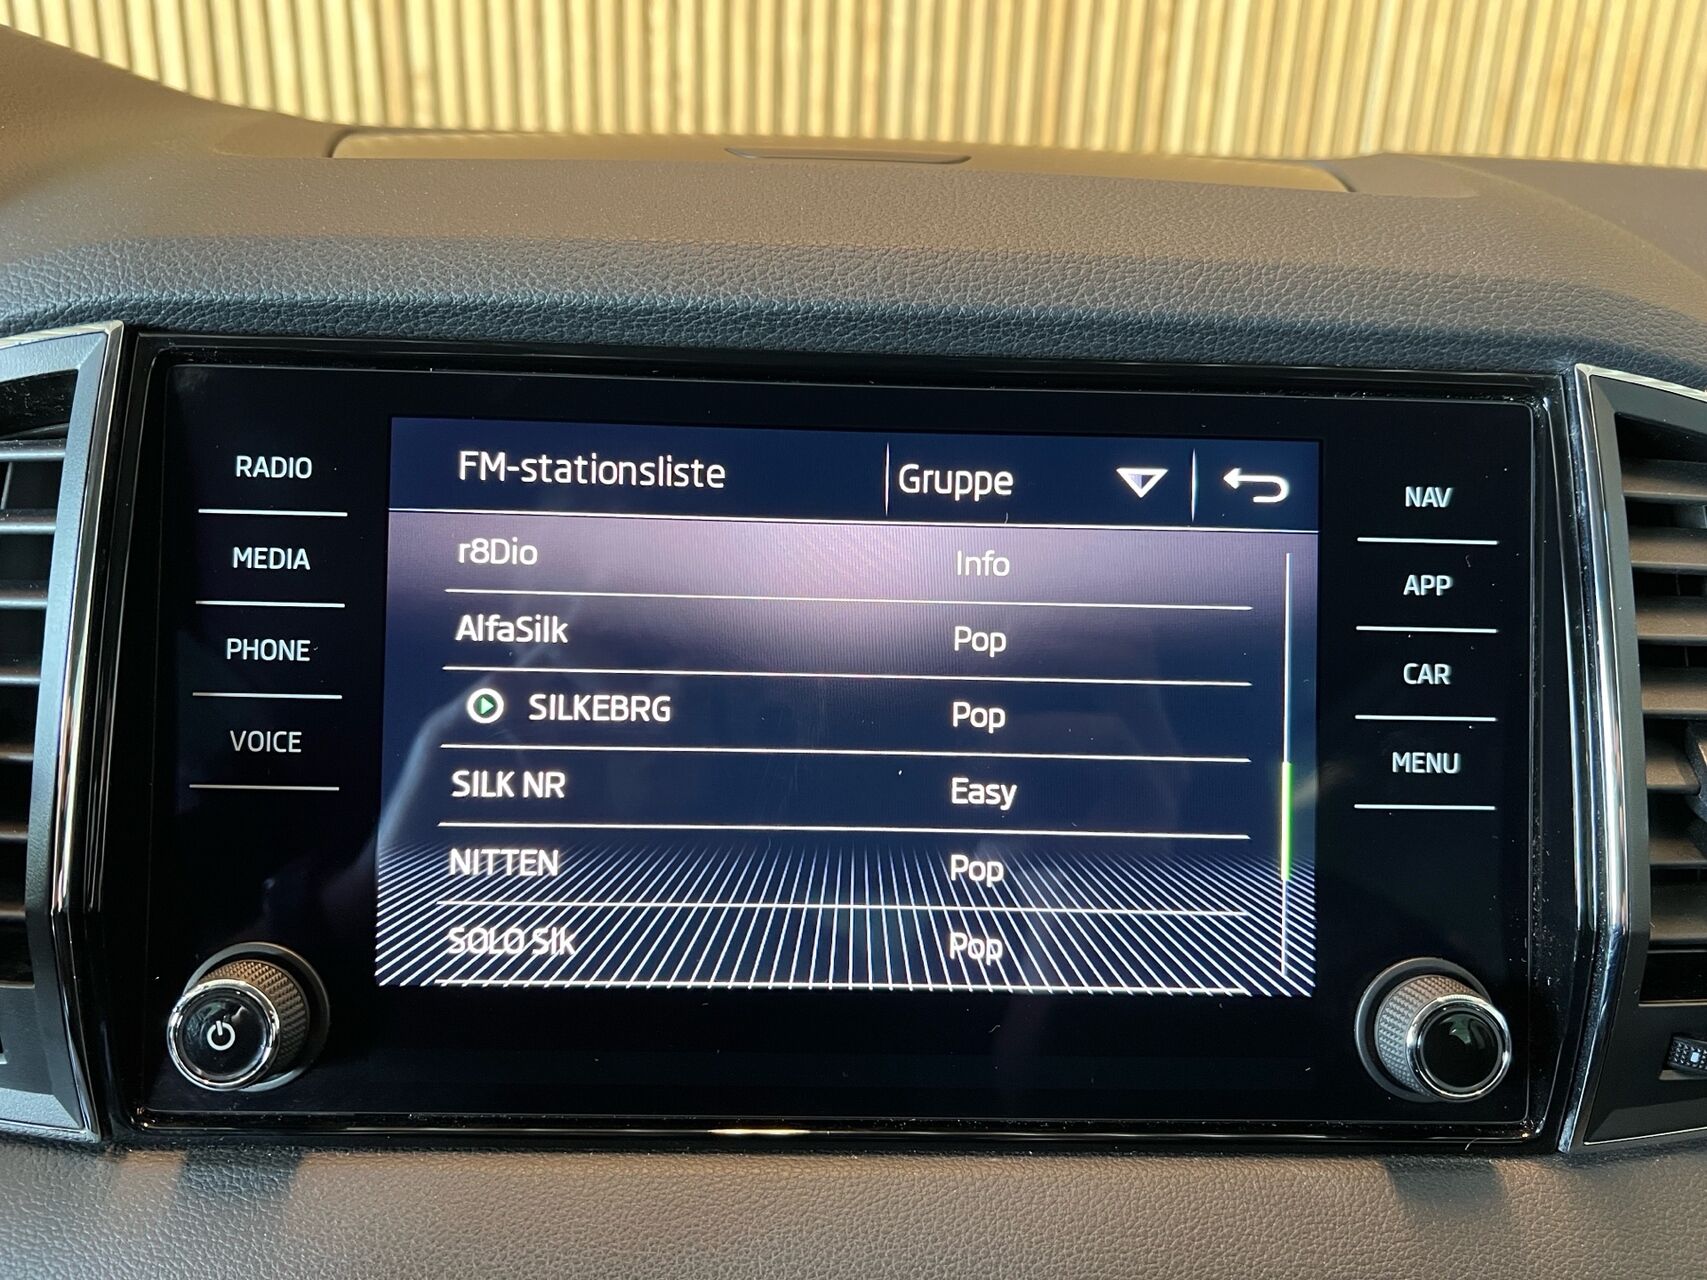 FM-stationsliste Gruppe
r8Dio Info
AlfaSilk Pop
SILKEBRG Pop
SILK NR Easy
NITTEN Pop
SOLO Slk Pop
RADIO
MEDIA
PHONE
VOICE
NAV
APP
CAR
MENU